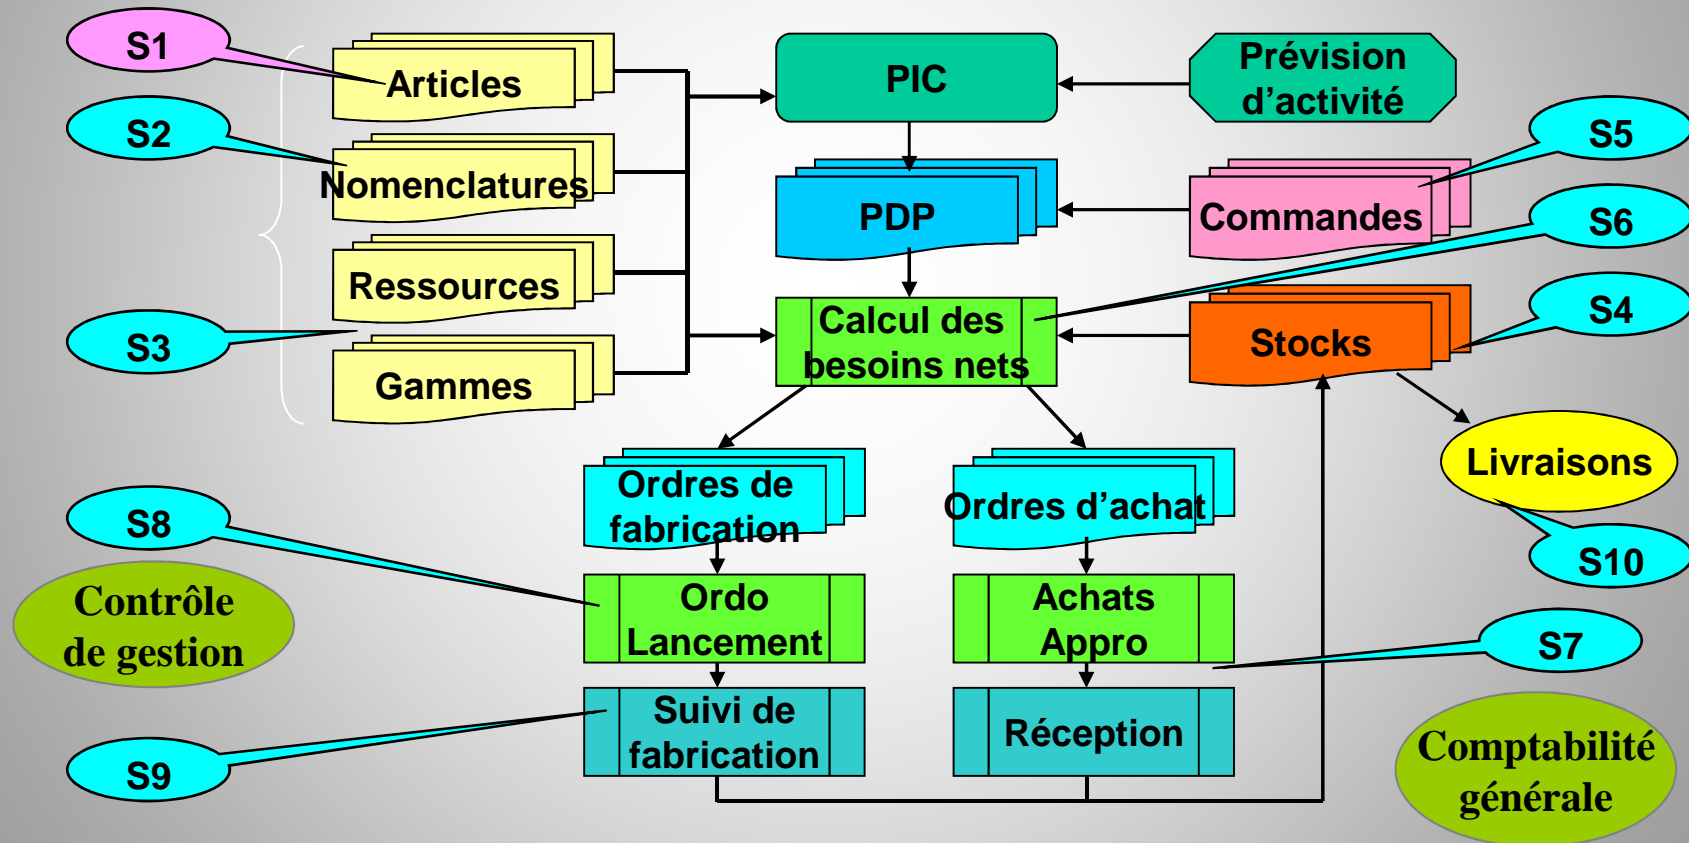 S1
Articles
PIC
Prévision
d’activité
S2
Nomenclatures
PDP
Commandes
S5
S6
Ressources
S3
Gammes
Calcul des
besoins nets
Stocks
S4
Livraisons
Ordres de
fabrication
Ordres d’achat
S8
S10
Contrôle
de gestion
Ordo
Lancement
Achats
Appro
S7
Suivi de
fabrication
Réception
S9
Comptabilité
générale